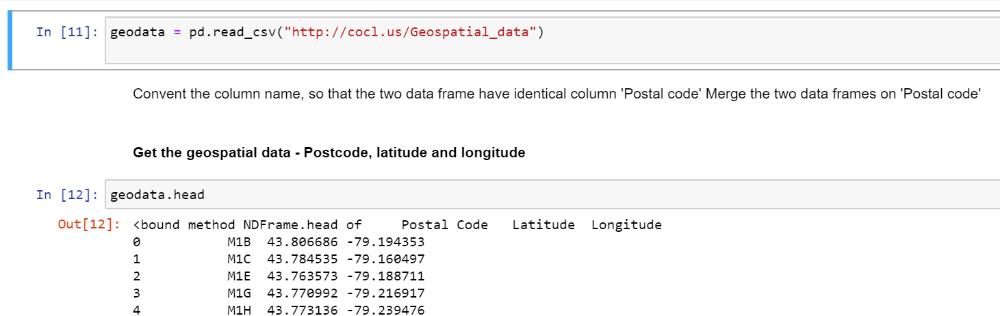 In [11]: geodata = pd.read_csv("http://cocl.us/Geospatial_data")
Convent the column name, so that the two data frame have identical column 'Postal code' Merge the two data frames on 'Postal code'
Get the geospatial data - Postcode, latitude and longitude
In [12]: geodata.head
Out[12]: <bound method NDFrame.head of     Postal Code   Latitude  Longitude
0           M1B  43.806686 -79.194353
1           M1C  43.784535 -79.160497
2           M1E  43.763573 -79.188711
3           M1G  43.770992 -79.216917
4           M1H  43.773136 -79.239476